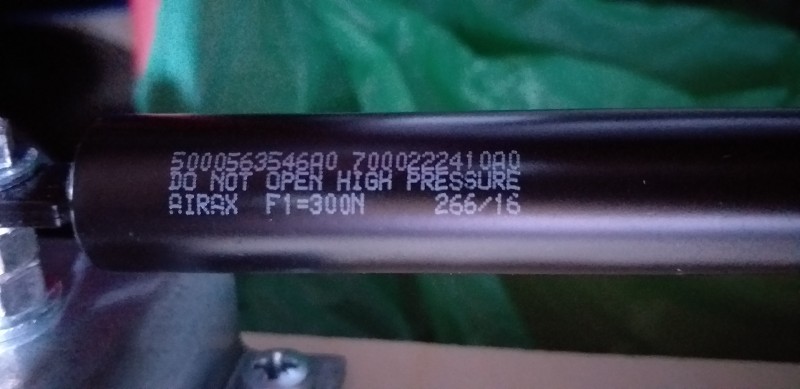 5000563546A0 7000222410A0
DO NOT OPEN HIGH PRESSURE
AIRAX F1=300N 266/16